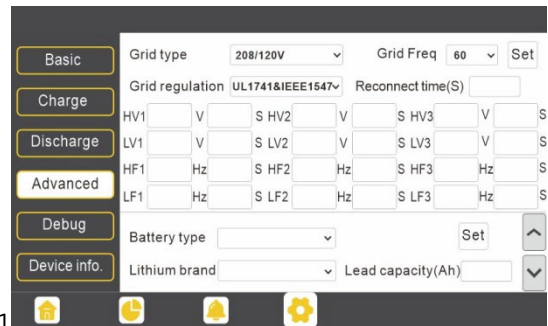 Basic
Charge
Discharge
Advanced
Debug
Device info.
Grid type 208/120V Grid Freq 60 Set
Grid regulation UL1741&IEEE1547 Reconnect time(S)
HV1 V S HV2 V S HV3 V S
LV1 V S LV2 V S LV3 V S
HF1 Hz S HF2 Hz S HF3 Hz S
LF1 Hz S LF2 Hz S LF3 Hz S
Battery type Set
Lithium brand Lead capacity(Ah)
1